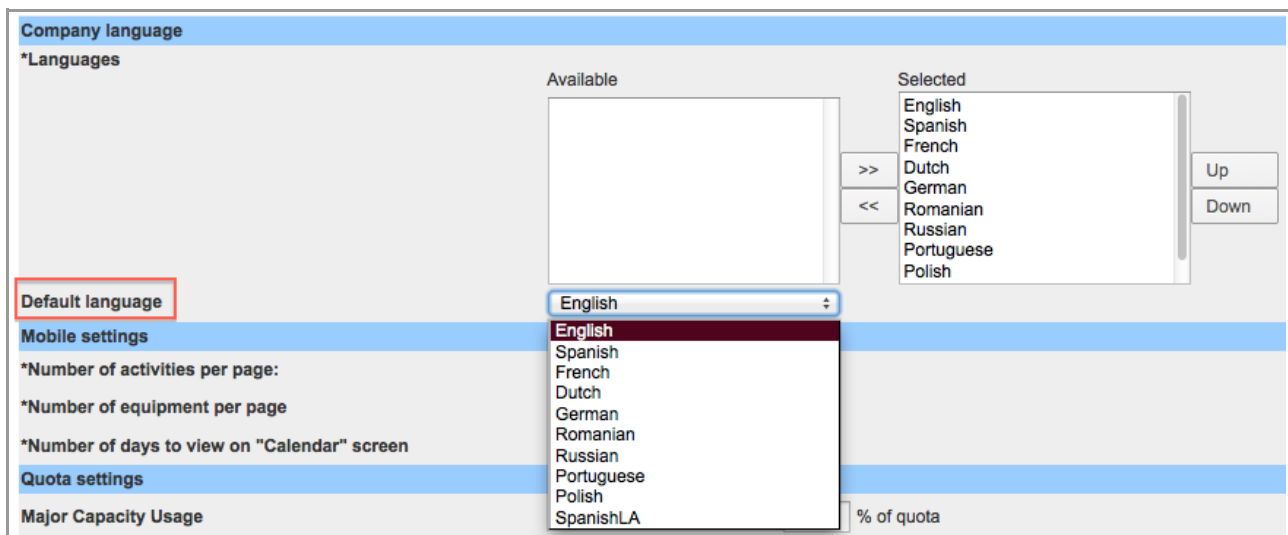 Company language
*Languages
Available
Selected
English
Spanish
French
Dutch
German
Romanian
Russian
Portuguese
Polish
>>
<<
Up
Down
Default language
English
English
Spanish
French
Dutch
German
Romanian
Russian
Portuguese
Polish
SpanishLA
Mobile settings
*Number of activities per page:
*Number of equipment per page
*Number of days to view on "Calendar" screen
Quota settings
Major Capacity Usage
% of quota